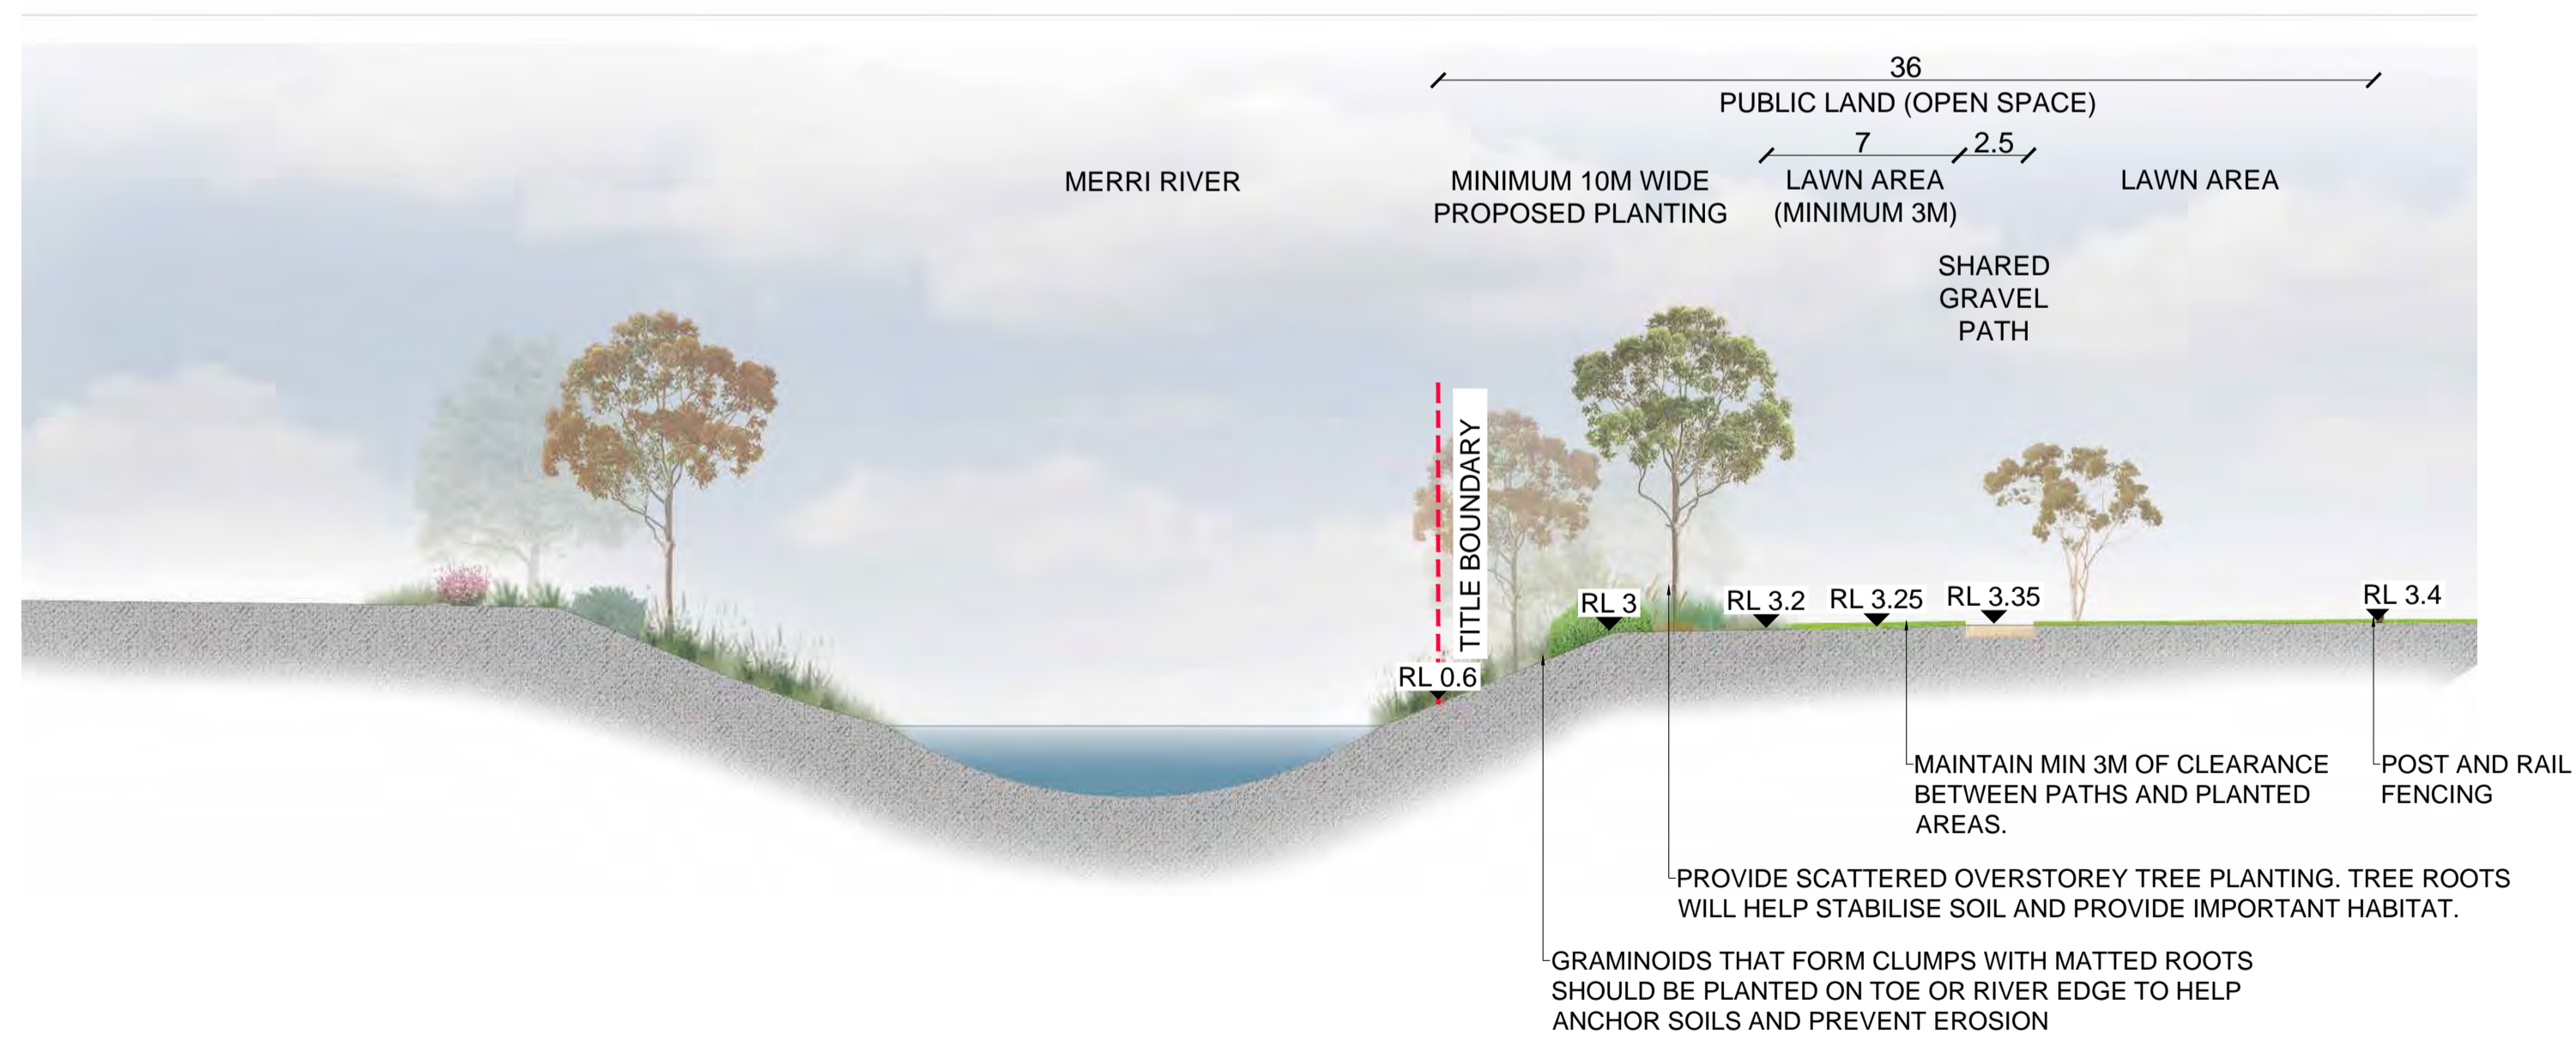 36
PUBLIC LAND (OPEN SPACE)
7
2.5
MERRI RIVER
MINIMUM 10M WIDE
PROPOSED PLANTING
LAWN AREA
(MINIMUM 3M)
LAWN AREA
SHARED
GRAVEL
PATH
TITLE BOUNDARY
RL 0.6
RL 3
RL 3.2
RL 3.25
RL 3.35
RL 3.4
MAINTAIN MIN 3M OF CLEARANCE
BETWEEN PATHS AND PLANTED
AREAS.
POST AND RAIL
FENCING
PROVIDE SCATTERED OVERSTOREY TREE PLANTING. TREE ROOTS
WILL HELP STABILISE SOIL AND PROVIDE IMPORTANT HABITAT.
GRAMINOIDS THAT FORM CLUMPS WITH MATTED ROOTS
SHOULD BE PLANTED ON TOE OR RIVER EDGE TO HELP
ANCHOR SOILS AND PREVENT EROSION